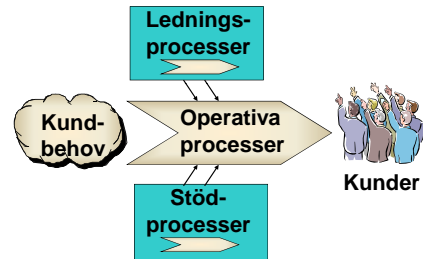 Lednings-
processer
Kund-
behov
Operativa
processer
Kunder
Stöd-
processer